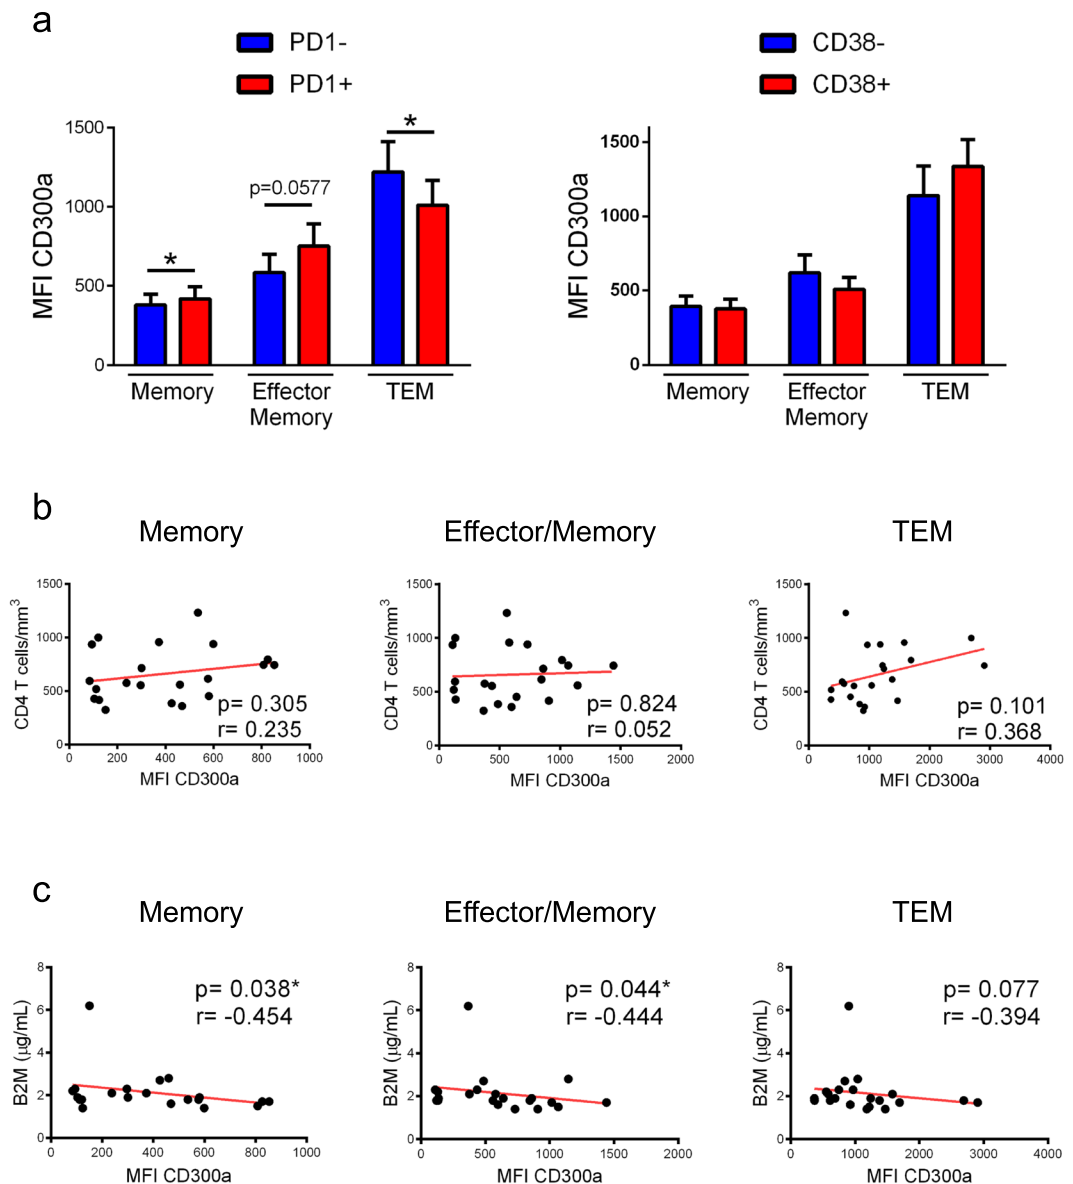 a
PD1-
PD1+
CD38-
CD38+
MFI CD300a
1500
1000
500
0
*
p=0.0577
*
Memory
Effector
Memory
TEM
MFI CD300a
1500
1000
500
0
Memory
Effector
Memory
TEM
b
Memory
Effector/Memory
TEM
CD4 T cells/mm³
1500
1000
500
0
p= 0.305
r= 0.235
0 200 400 600 800 1000
MFI CD300a
CD4 T cells/mm³
1500
1000
500
0
p= 0.824
r= 0.052
0 500 1000 1500 2000
MFI CD300a
CD4 T cells/mm³
1500
1000
500
0
p= 0.101
r= 0.368
0 1000 2000 3000 4000
MFI CD300a
c
Memory
Effector/Memory
TEM
B2M (µg/mL)
8
6
4
2
0
p= 0.038*
r= -0.454
0 200 400 600 800 1000
MFI CD300a
B2M (µg/mL)
8
6
4
2
0
p= 0.044*
r= -0.444
0 500 1000 1500 2000
MFI CD300a
B2M (µg/mL)
8
6
4
2
0
p= 0.077
r= -0.394
0 1000 2000 3000 4000
MFI CD300a